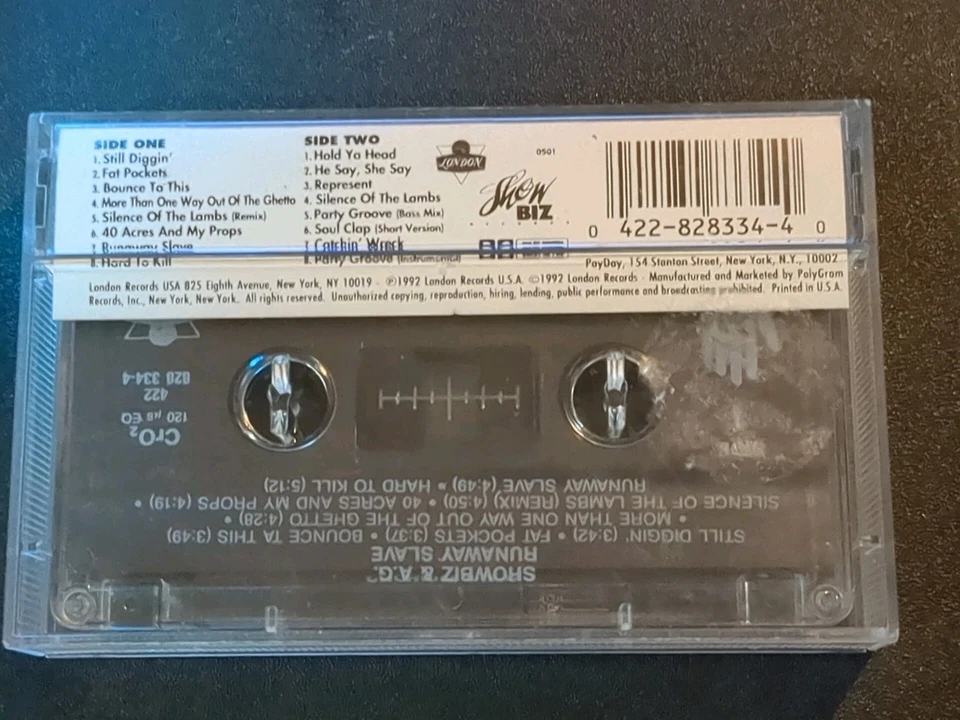 SIDE ONE
1. Still Diggin'
2. Fat Pockets
3. Bounce Ta This
4. More Than One Way Out Of The Ghetto
5. Silence Of The Lambs (Remix)
6. 40 Acres And My Props
7. Runaway Slave
8. Hard To Kill
SIDE TWO
1. Hold Ya Head
2. He Say, She Say
3. Represent
4. Silence Of The Lambs
5. Party Groove (Bass Mix)
6. Soul Clap (Short Version)
7. Catchin' Wreck
8. Party Groove (Instrumental)
LONDON
0501
Show
BIZ
0 422-828334-4 0
PayDay, 154 Stanton Street, New York, N.Y., 10002
London Records USA 825 Eighth Avenue, New York, NY 10019 · ℗1992 London Records U.S.A. ©1992 London Records · Manufactured and Marketed by PolyGram
Records, Inc., New York, New York. All rights reserved. Unauthorized copying, reproduction, hiring, lending, public performance and broadcasting prohibited. Printed in U.S.A.
SHOWBIZ & A.G.
RUNAWAY SLAVE
STILL DIGGIN' (3:42) • FAT POCKETS (3:37) • BOUNCE TA THIS (3:49)
• MORE THAN ONE WAY OUT OF THE GHETTO (4:28) •
SILENCE OF THE LAMBS (REMIX) (4:50) • 40 ACRES AND MY PROPS (4:19) •
RUNAWAY SLAVE (4:49) • HARD TO KILL (5:12)
CrO2
120 µs EQ
422
828 334-4